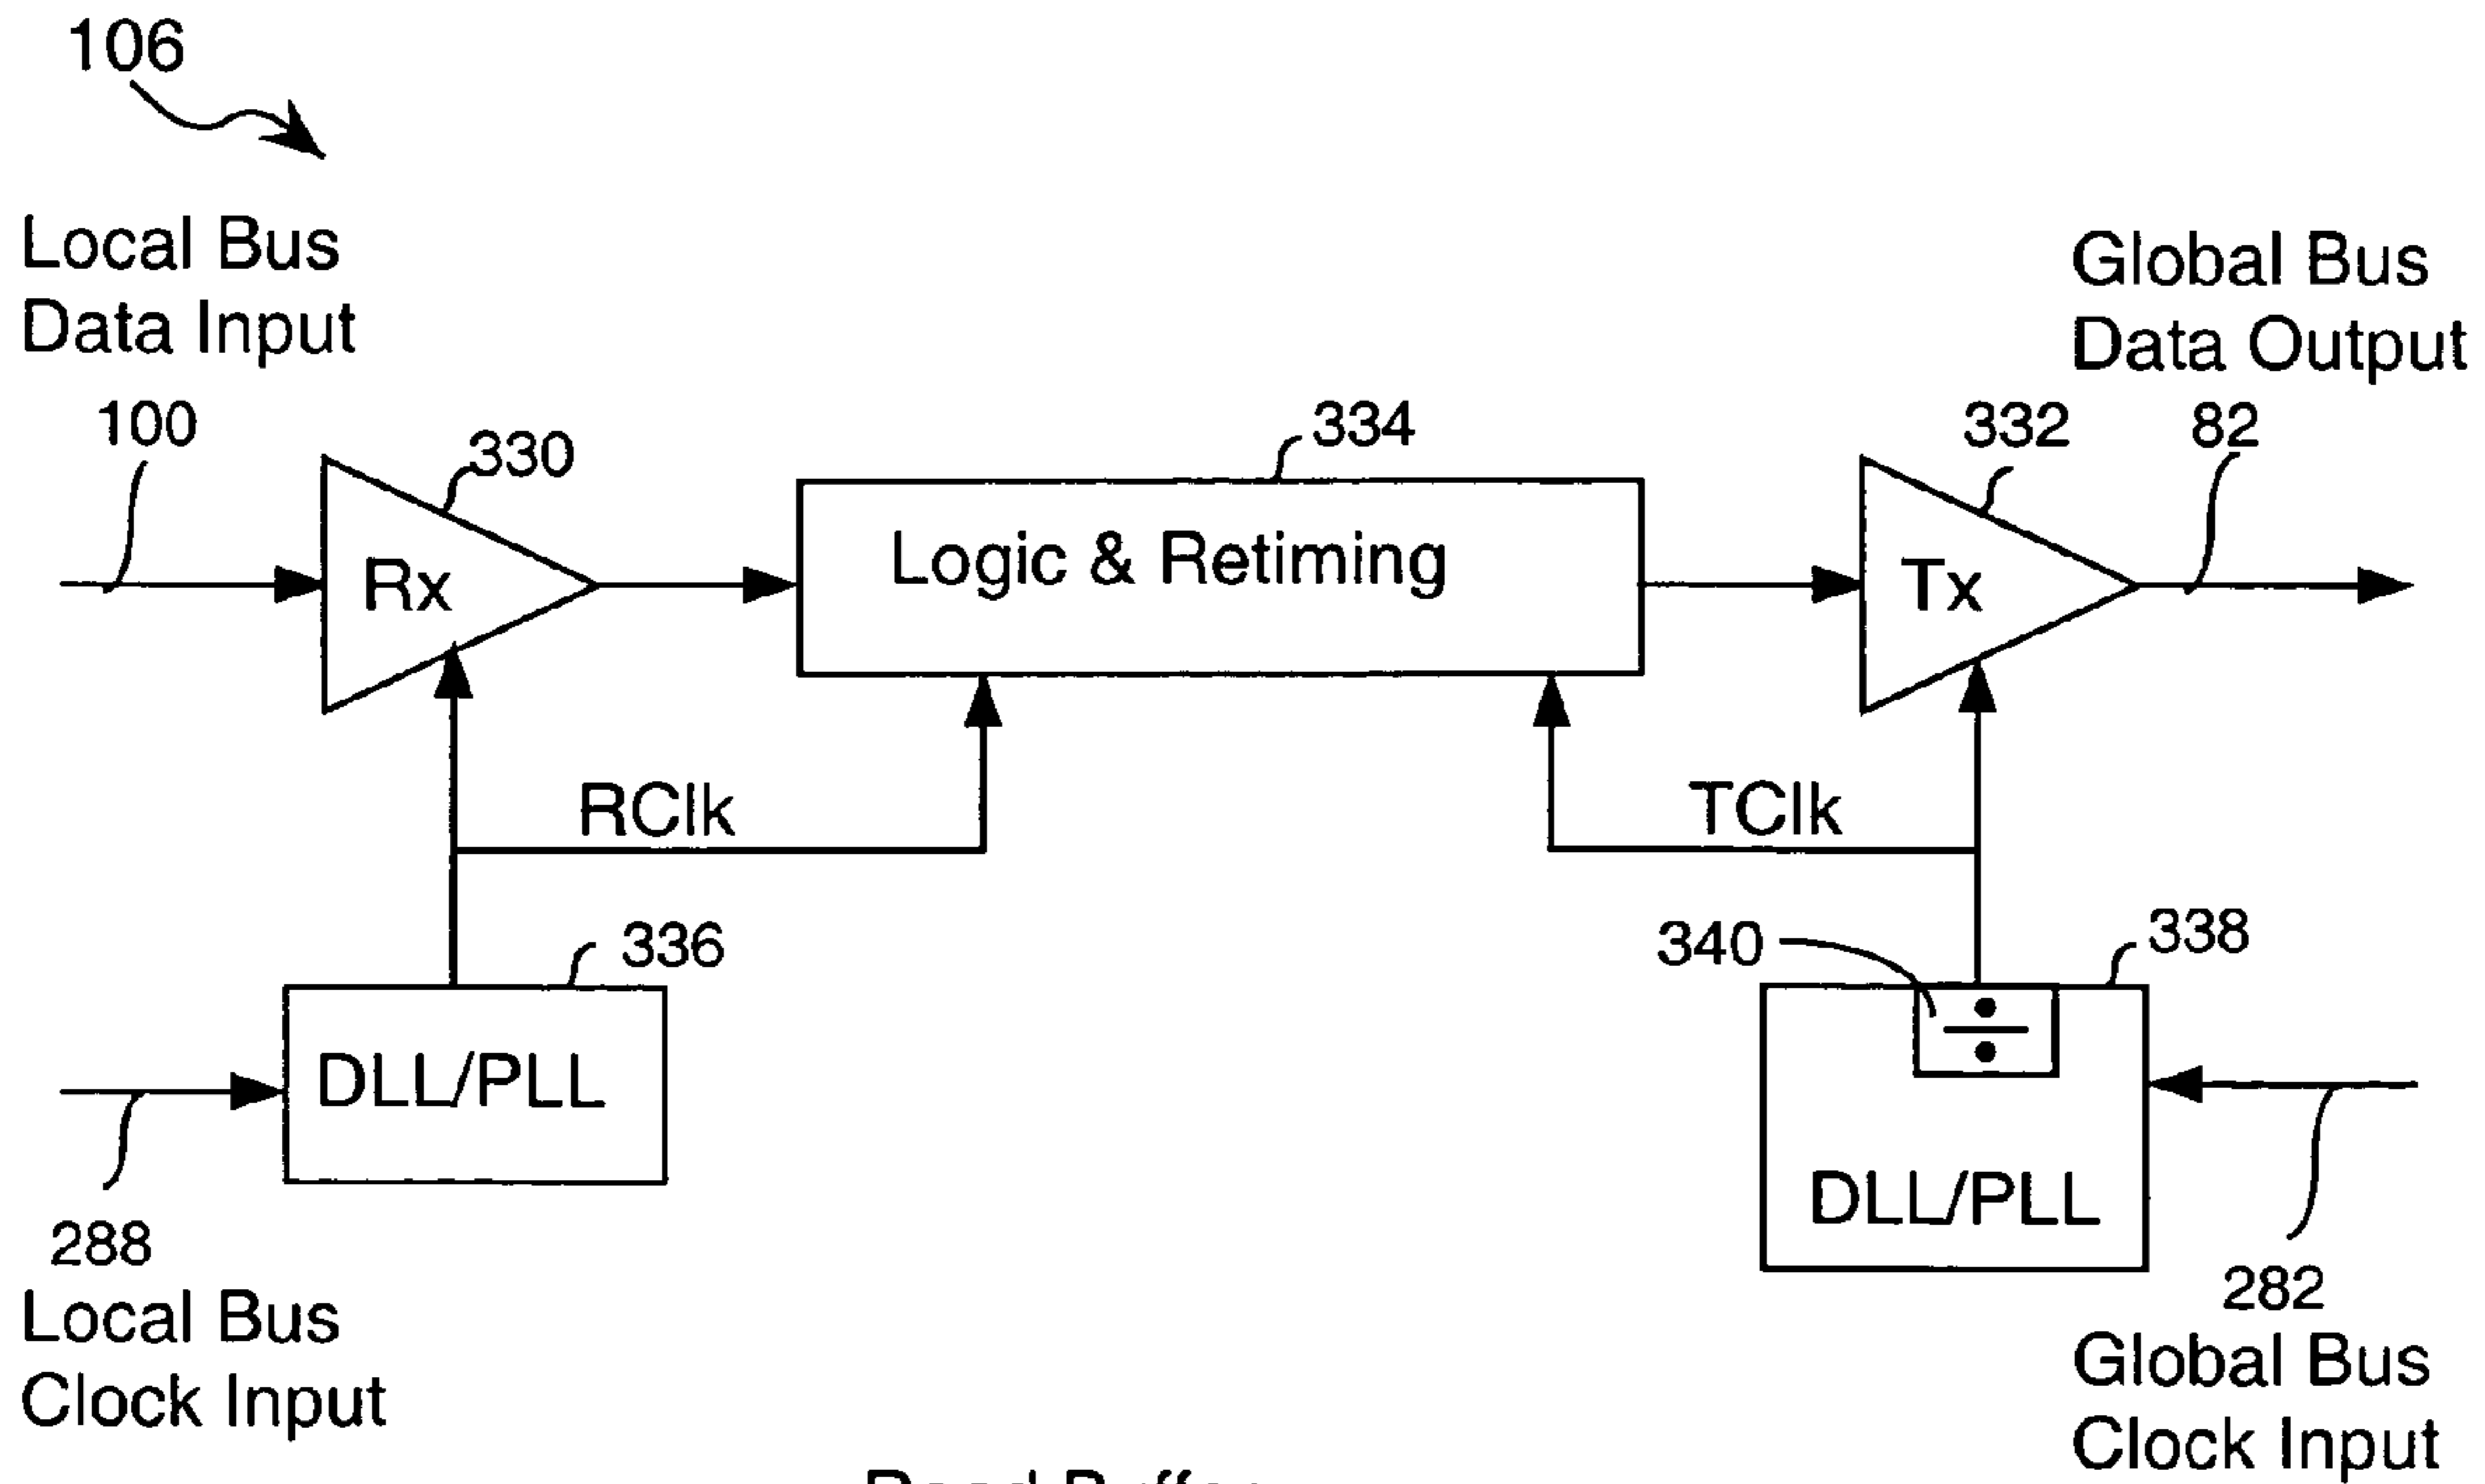 106
Local Bus
Data Input
Global Bus
Data Output
100
330
334
332
82
Rx
Logic & Retiming
Tx
RClk
TClk
336
340
338
÷
DLL/PLL
DLL/PLL
288
Local Bus
Clock Input
282
Global Bus
Clock Input